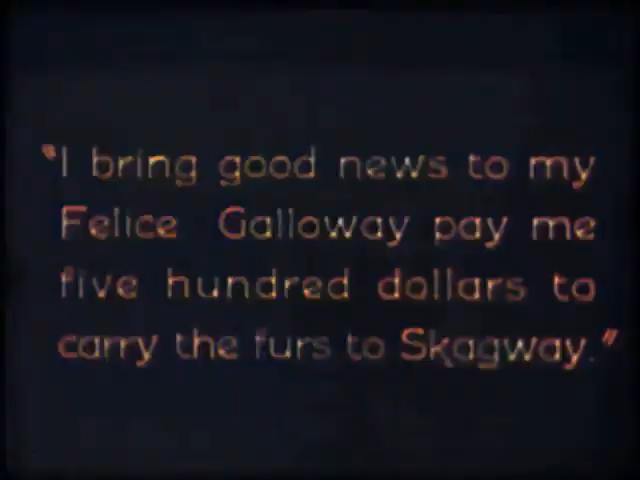 "I bring good news to my
Felice Galloway pay me
five hundred dollars to
carry the furs to Skagway."